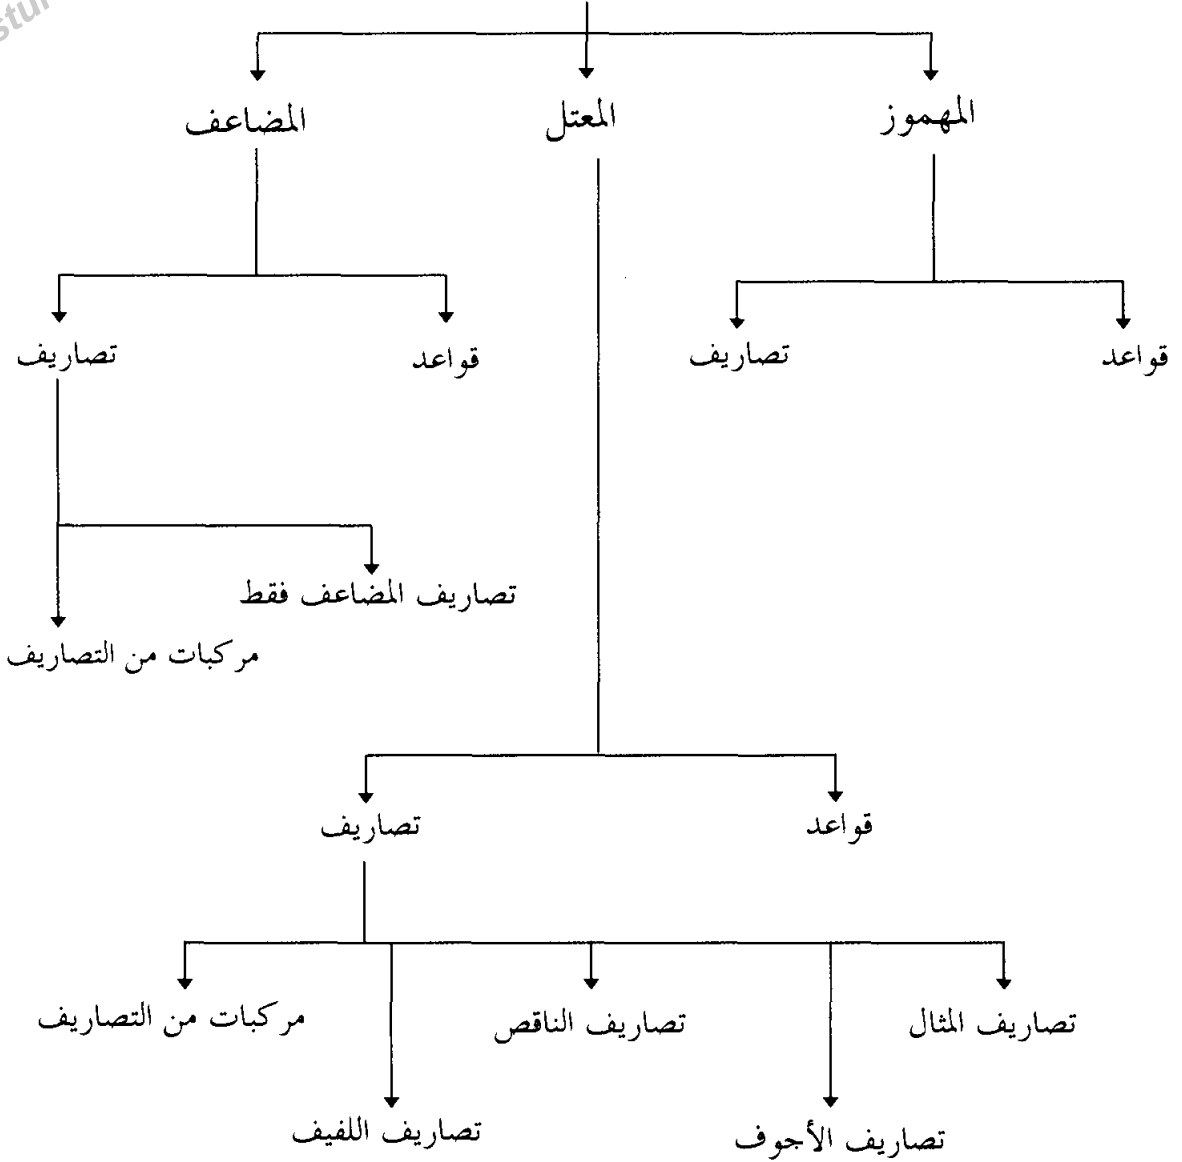 المهموز
المعتل
المضاعف
قواعد
تصاريف
قواعد
تصاريف
تصاريف المضاعف فقط
مركبات من التصاريف
قواعد
تصاريف
تصاريف المثال
تصاريف الناقص
مركبات من التصاريف
تصاريف الأجوف
تصاريف اللفيف